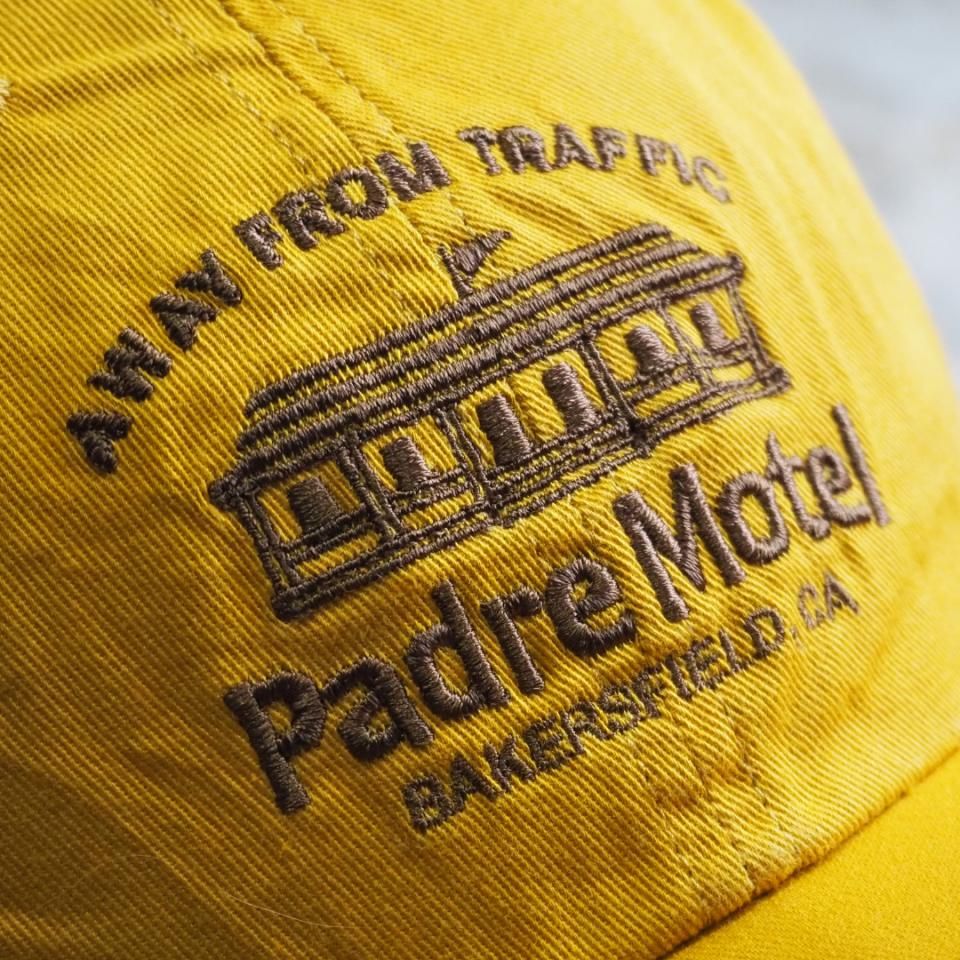 AWAY FROM TRAFFIC
Padre Motel
BAKERSFIELD, CA